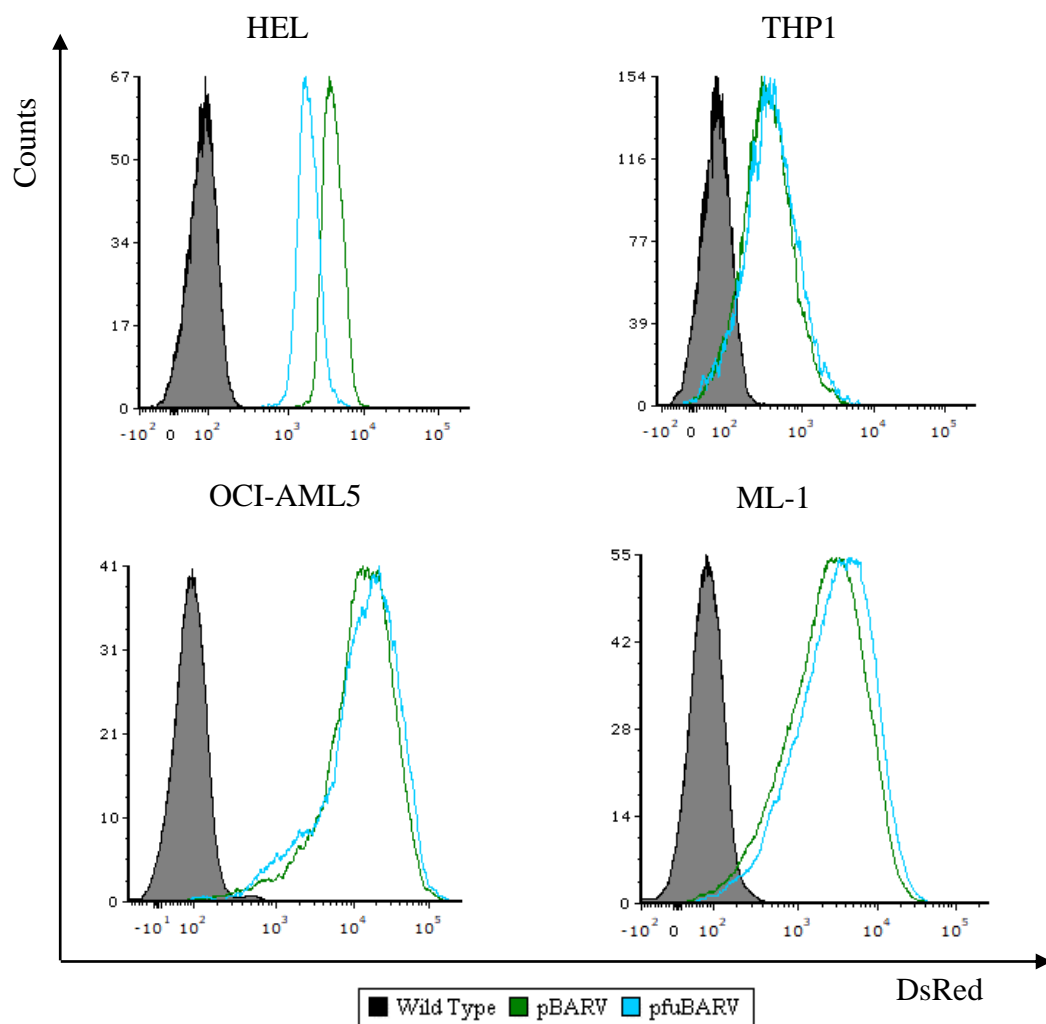 HEL
THP1
Counts
67
50
34
17
0
-10² 0 10² 10³ 10⁴ 10⁵
154
116
77
39
0
-10² 0 10² 10³ 10⁴ 10⁵
OCI-AML5
ML-1
41
31
21
10
0
-10¹ 10² 10³ 10⁴ 10⁵
55
42
28
14
0
-10² 0 10² 10³ 10⁴ 10⁵
DsRed
Wild Type pBARV pfuBARV